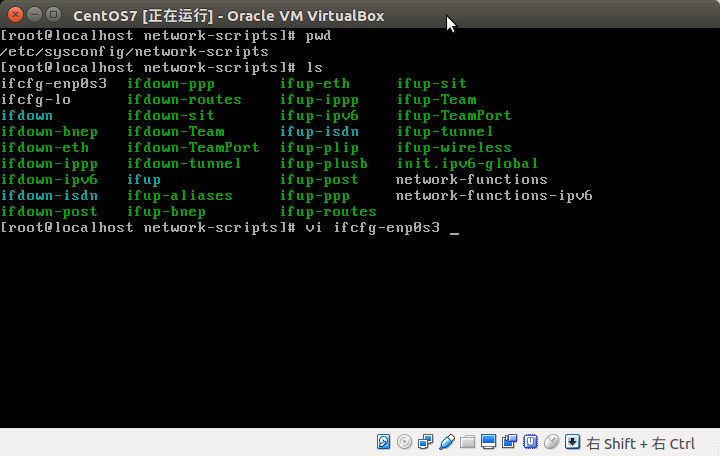 CentOS7 [正在运行] - Oracle VM VirtualBox
[root@localhost network-scripts]# pwd
/etc/sysconfig/network-scripts
[root@localhost network-scripts]# ls
ifcfg-enp0s3  ifdown-ppp       ifup-eth     ifup-sit
ifcfg-lo      ifdown-routes    ifup-ippp    ifup-Team
ifdown        ifdown-sit       ifup-ipv6    ifup-TeamPort
ifdown-bnep   ifdown-Team      ifup-isdn    ifup-tunnel
ifdown-eth    ifdown-TeamPort  ifup-plip    ifup-wireless
ifdown-ippp   ifdown-tunnel    ifup-plusb   init.ipv6-global
ifdown-ipv6   ifup             ifup-post    network-functions
ifdown-isdn   ifup-aliases     ifup-ppp     network-functions-ipv6
ifdown-post   ifup-bnep        ifup-routes
[root@localhost network-scripts]# vi ifcfg-enp0s3 _
右 Shift + 右 Ctrl